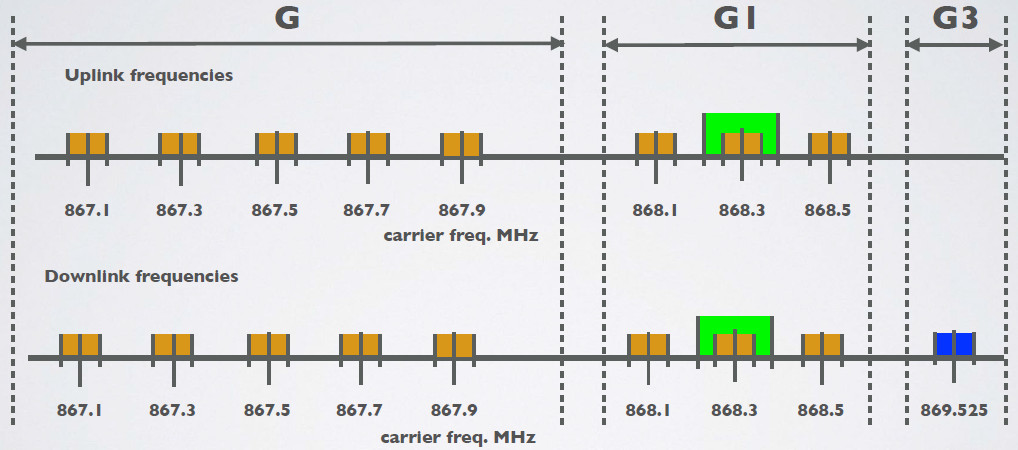 G G1 G3
Uplink frequencies
867.1 867.3 867.5 867.7 867.9 868.1 868.3 868.5
carrier freq. MHz
Downlink frequencies
867.1 867.3 867.5 867.7 867.9 868.1 868.3 868.5 869.525
carrier freq. MHz